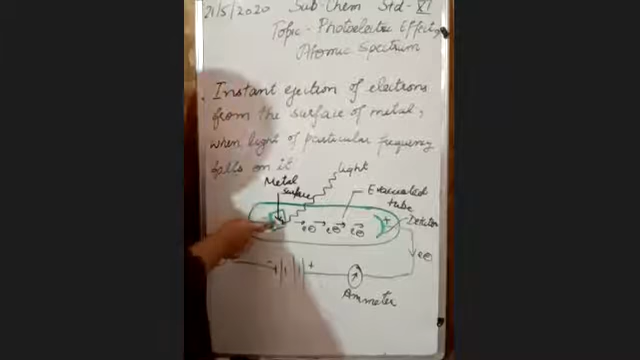 21/5/2020 Sub-Chem Std-XI
Topic - Photoelectric Effect,
Atomic Spectrum
Instant ejection of electrons
from the surface of metal,
when light of particular frequency
falls on it
light
Metal
surface
Evacuated
tube
+
Detector
e⊖ e⊖ e⊖
e⊖
- +
Ammeter